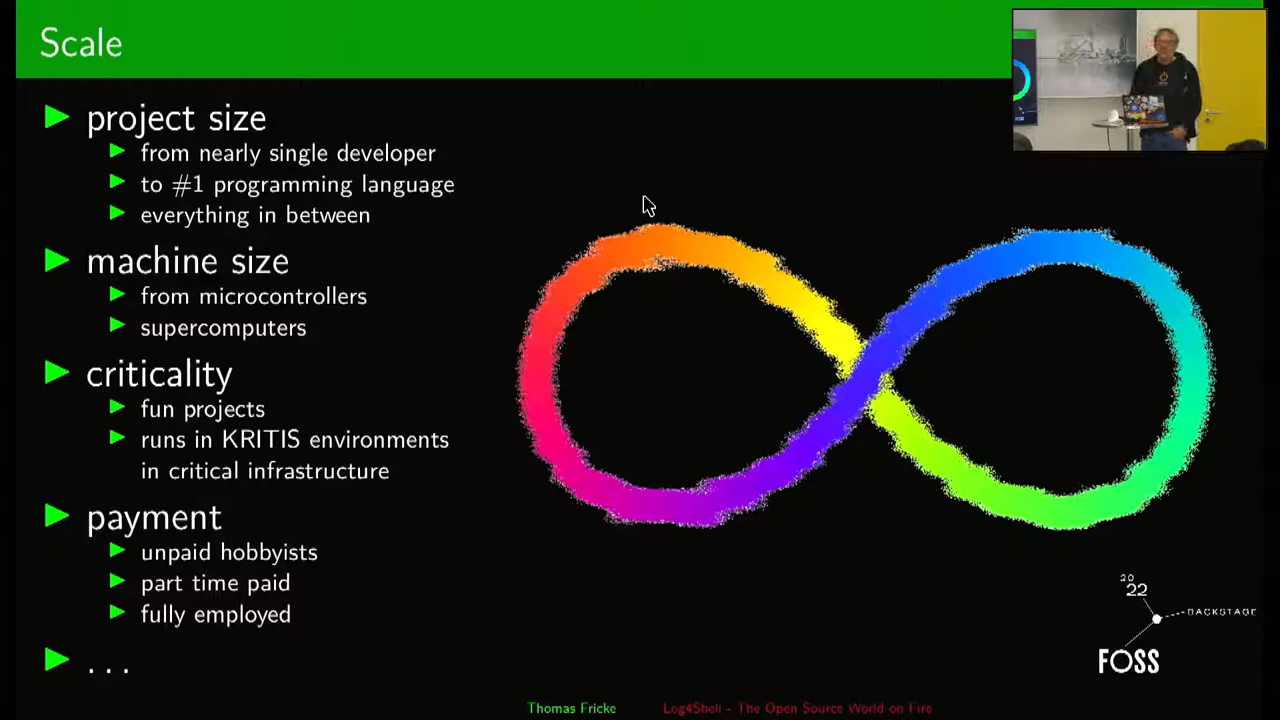 Scale
project size
from nearly single developer
to #1 programming language
everything in between
machine size
from microcontrollers
supercomputers
criticality
fun projects
runs in KRITIS environments
in critical infrastructure
payment
unpaid hobbyists
part time paid
fully employed
. . .
20
22
BACKSTAGE
FOSS
Thomas Fricke
Log4Shell - The Open Source World on Fire